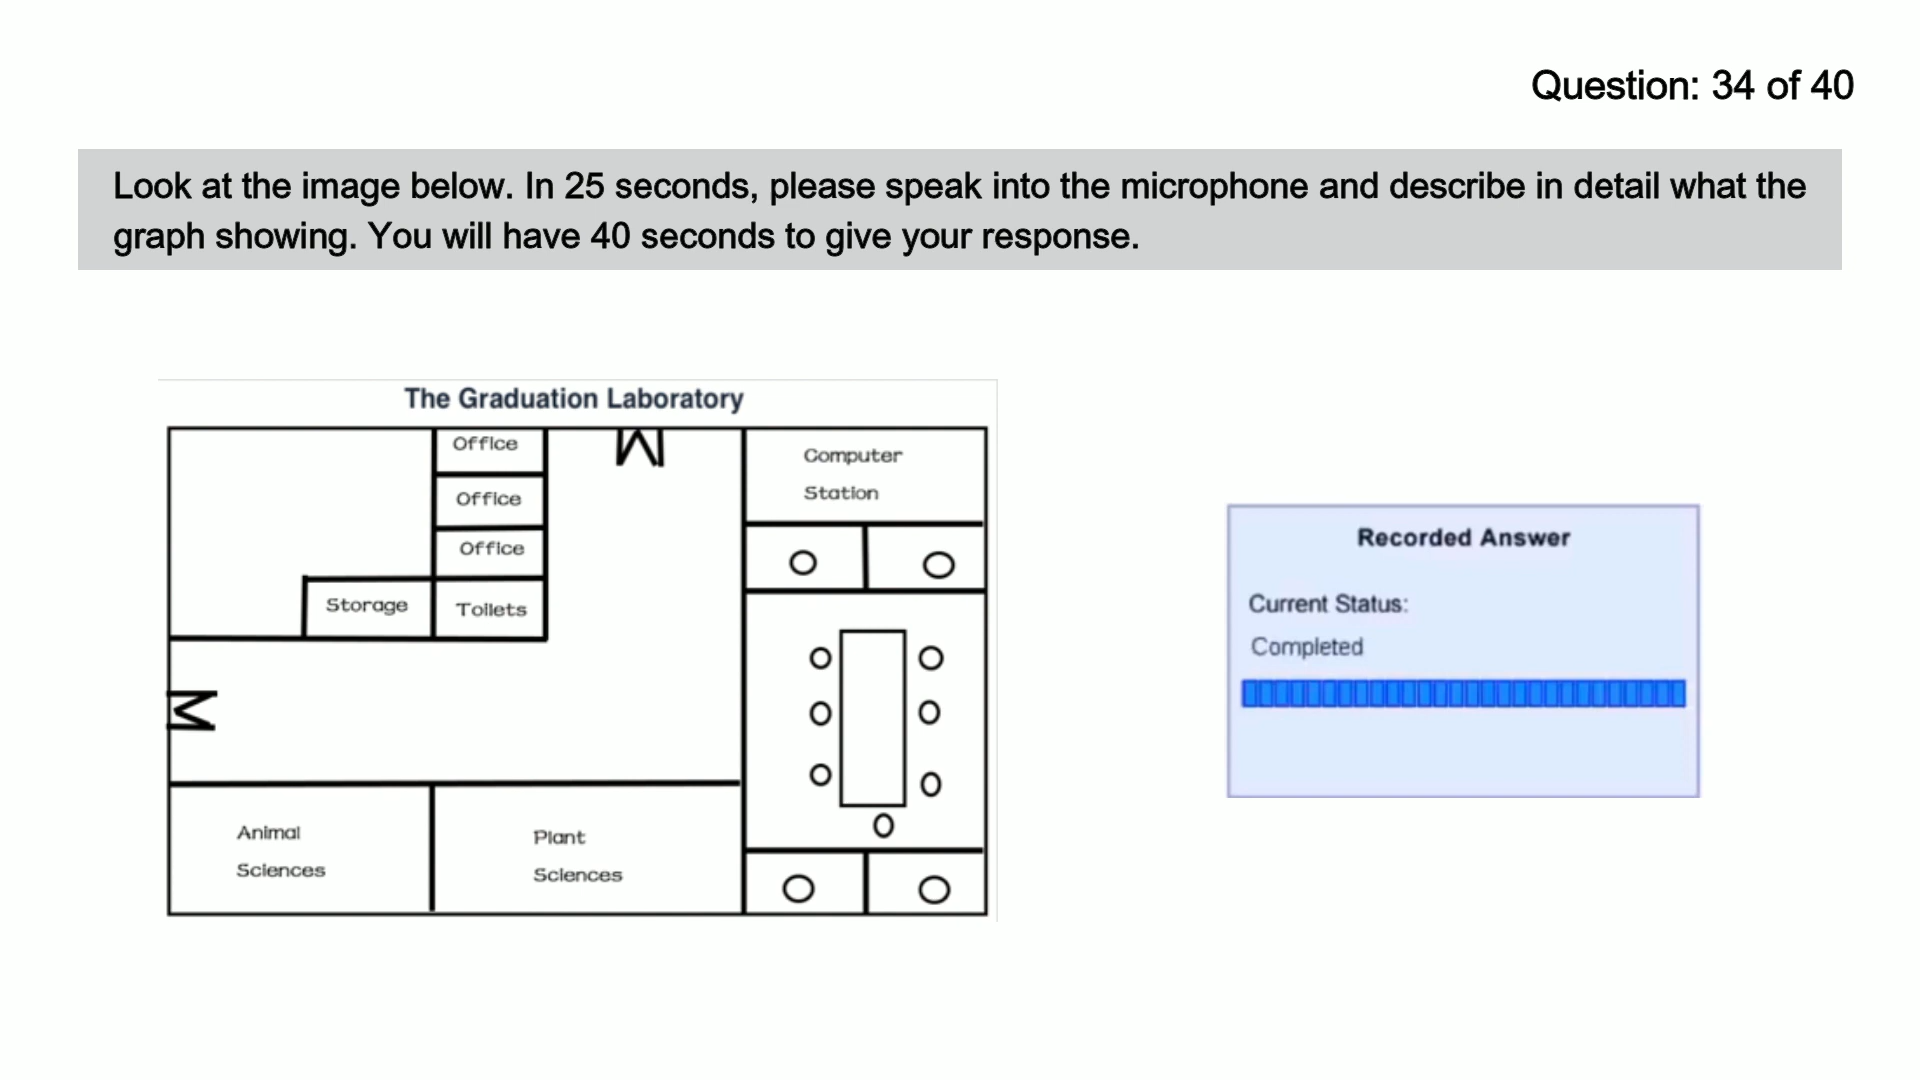 Question: 34 of 40
Look at the image below. In 25 seconds, please speak into the microphone and describe in detail what the
graph showing. You will have 40 seconds to give your response.
The Graduation Laboratory
Office
Office
Office
Storage
Toilets
Computer
Station
Animal
Sciences
Plant
Sciences
Recorded Answer
Current Status:
Completed